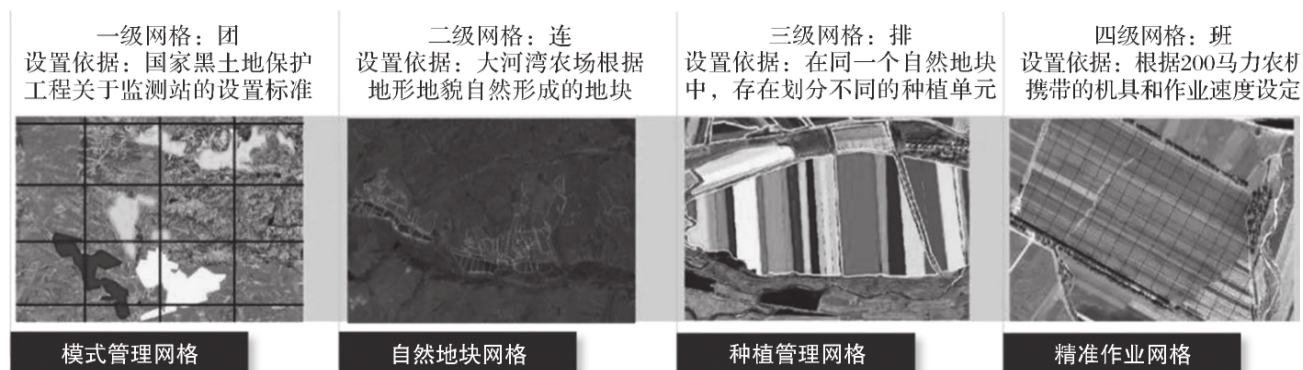 一级网格：团
设置依据：国家黑土地保护
工程关于监测站的设置标准
二级网格：连
设置依据：大河湾农场根据
地形地貌自然形成的地块
三级网格：排
设置依据：在同一个自然地块
中，存在划分不同的种植单元
四级网格：班
设置依据：根据200马力农机
携带的机具和作业速度设定
模式管理网格
自然地块网格
种植管理网格
精准作业网格